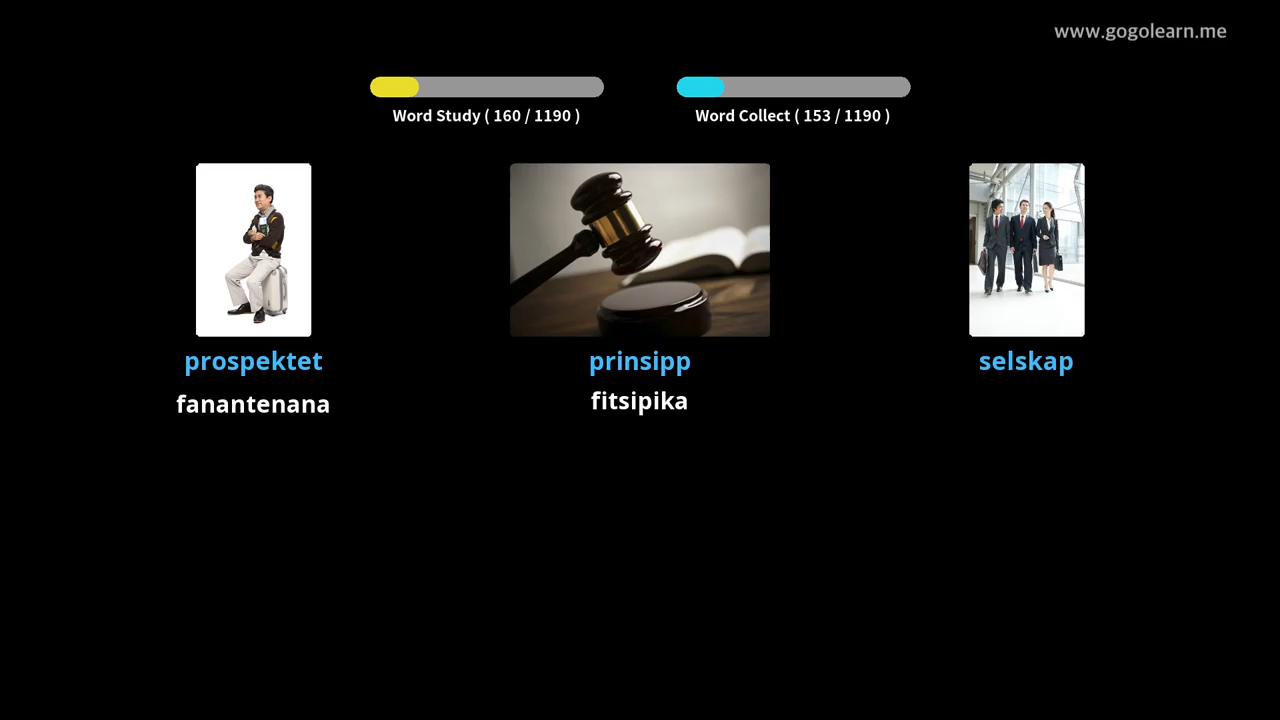 www.gogolearn.me
Word Study ( 160 / 1190 )
Word Collect ( 153 / 1190 )
prospektet
prinsipp
selskap
fanantenana
fitsipika